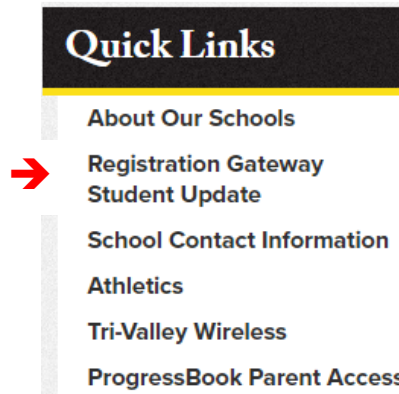 Quick Links
About Our Schools
Registration Gateway
Student Update
School Contact Information
Athletics
Tri-Valley Wireless
ProgressBook Parent Access